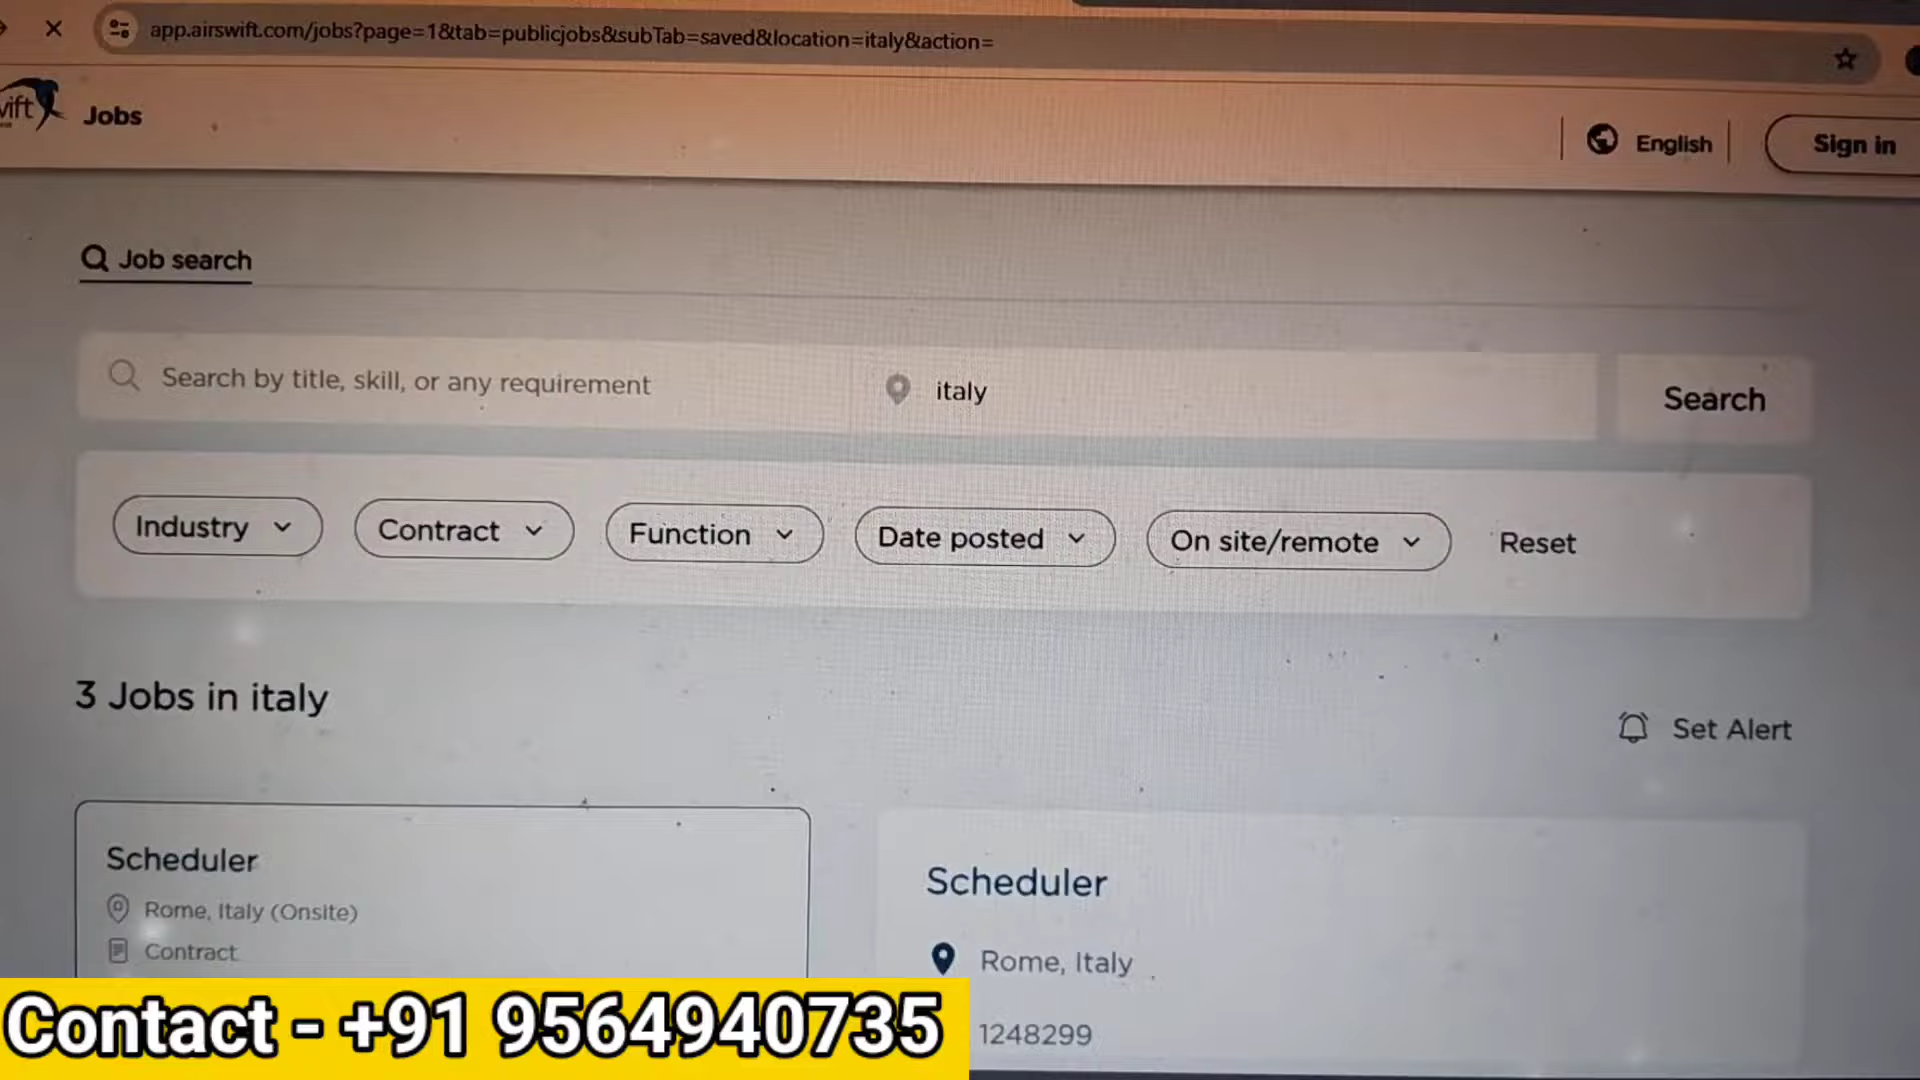 app.airswift.com/jobs?page=1&tab=publicjobs&subTab=saved&location=italy&action=
Jobs
English
Sign in
Job search
Search by title, skill, or any requirement
italy
Search
Industry
Contract
Function
Date posted
On site/remote
Reset
3 Jobs in italy
Set Alert
Scheduler
Rome, Italy (Onsite)
Contract
Scheduler
Rome, Italy
1248299
Contact - +91 9564940735